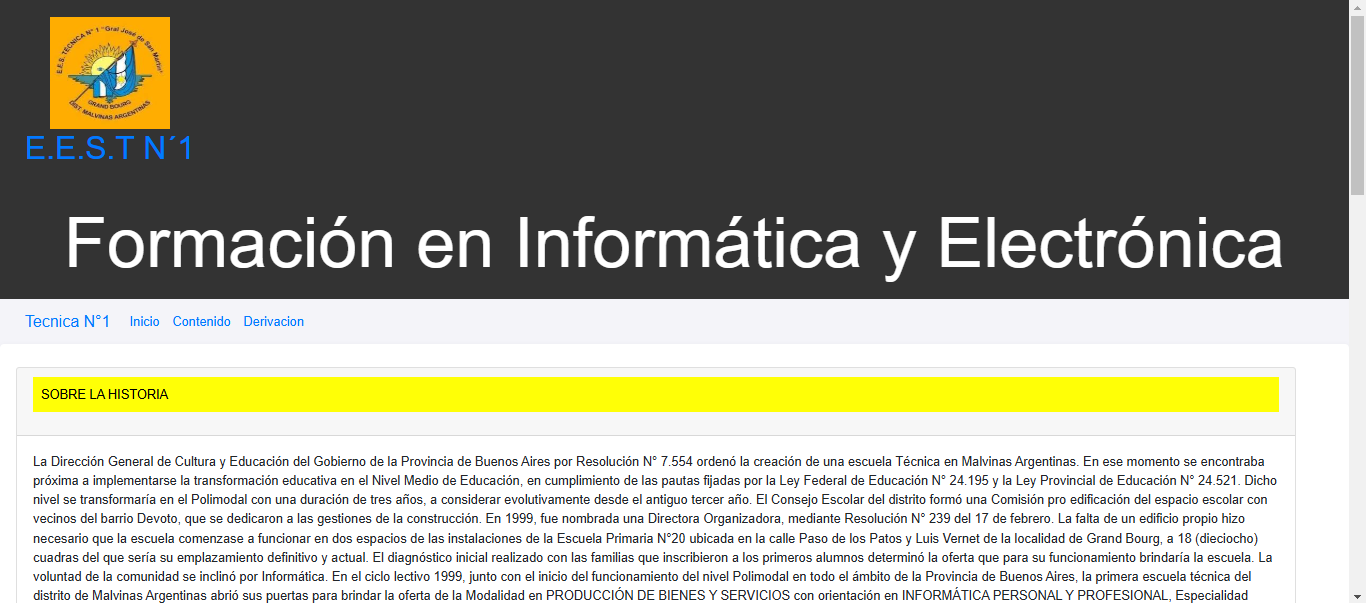 E.E.S. TÉCNICA N° 1 "Gral José de San Martín"
GRAND BOURG
DIST. MALVINAS ARGENTINAS
E.E.S.T N´1
Formación en Informática y Electrónica
Tecnica N°1 Inicio Contenido Derivacion
SOBRE LA HISTORIA
La Dirección General de Cultura y Educación del Gobierno de la Provincia de Buenos Aires por Resolución N° 7.554 ordenó la creación de una escuela Técnica en Malvinas Argentinas. En ese momento se encontraba
próxima a implementarse la transformación educativa en el Nivel Medio de Educación, en cumplimiento de las pautas fijadas por la Ley Federal de Educación N° 24.195 y la Ley Provincial de Educación N° 24.521. Dicho
nivel se transformaría en el Polimodal con una duración de tres años, a considerar evolutivamente desde el antiguo tercer año. El Consejo Escolar del distrito formó una Comisión pro edificación del espacio escolar con
vecinos del barrio Devoto, que se dedicaron a las gestiones de la construcción. En 1999, fue nombrada una Directora Organizadora, mediante Resolución N° 239 del 17 de febrero. La falta de un edificio propio hizo
necesario que la escuela comenzase a funcionar en dos espacios de las instalaciones de la Escuela Primaria N°20 ubicada en la calle Paso de los Patos y Luis Vernet de la localidad de Grand Bourg, a 18 (dieciocho)
cuadras del que sería su emplazamiento definitivo y actual. El diagnóstico inicial realizado con las familias que inscribieron a los primeros alumnos determinó la oferta que para su funcionamiento brindaría la escuela. La
voluntad de la comunidad se inclinó por Informática. En el ciclo lectivo 1999, junto con el inicio del funcionamiento del nivel Polimodal en todo el ámbito de la Provincia de Buenos Aires, la primera escuela técnica del
distrito de Malvinas Argentinas abrió sus puertas para brindar la oferta de la Modalidad en PRODUCCIÓN DE BIENES Y SERVICIOS con orientación en INFORMÁTICA PERSONAL Y PROFESIONAL, Especialidad